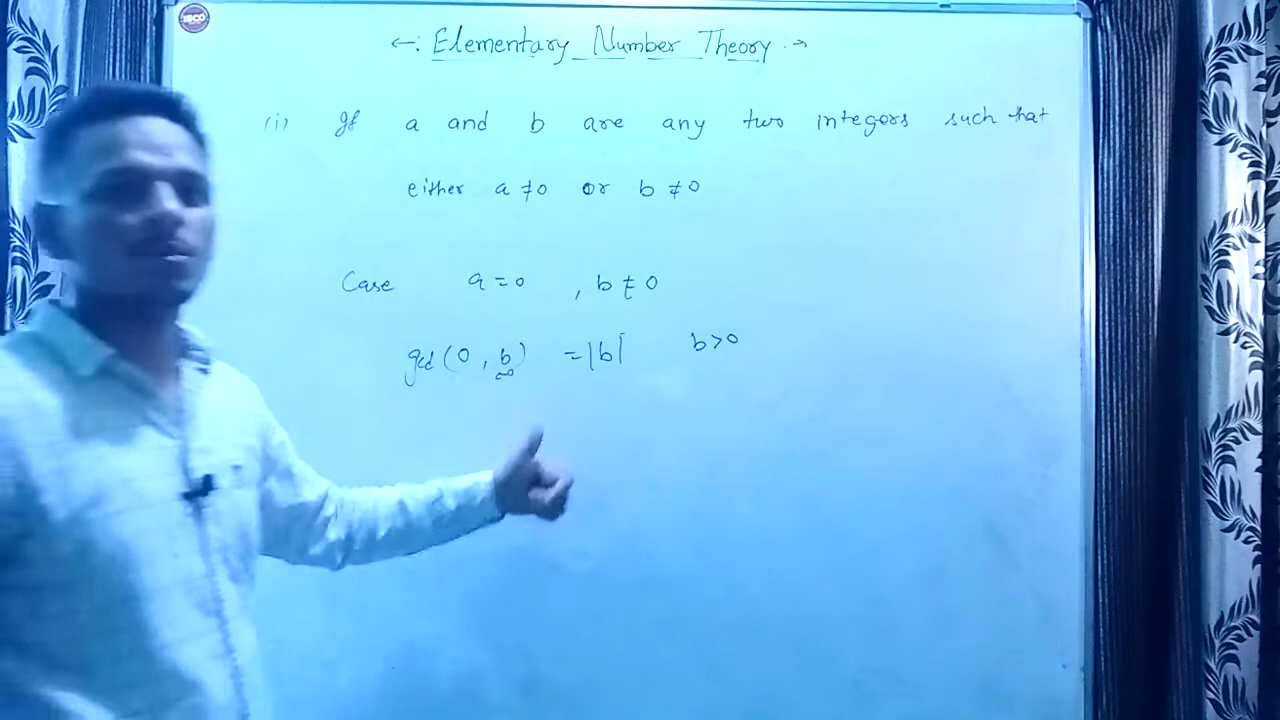 ISCO
←: Elementary Number Theory :→
(i) If a and b are any two integers such that
either a ≠ 0 or b ≠ 0
Case a = 0 , b ≠ 0
gcd (0 , b) = |b| b > 0